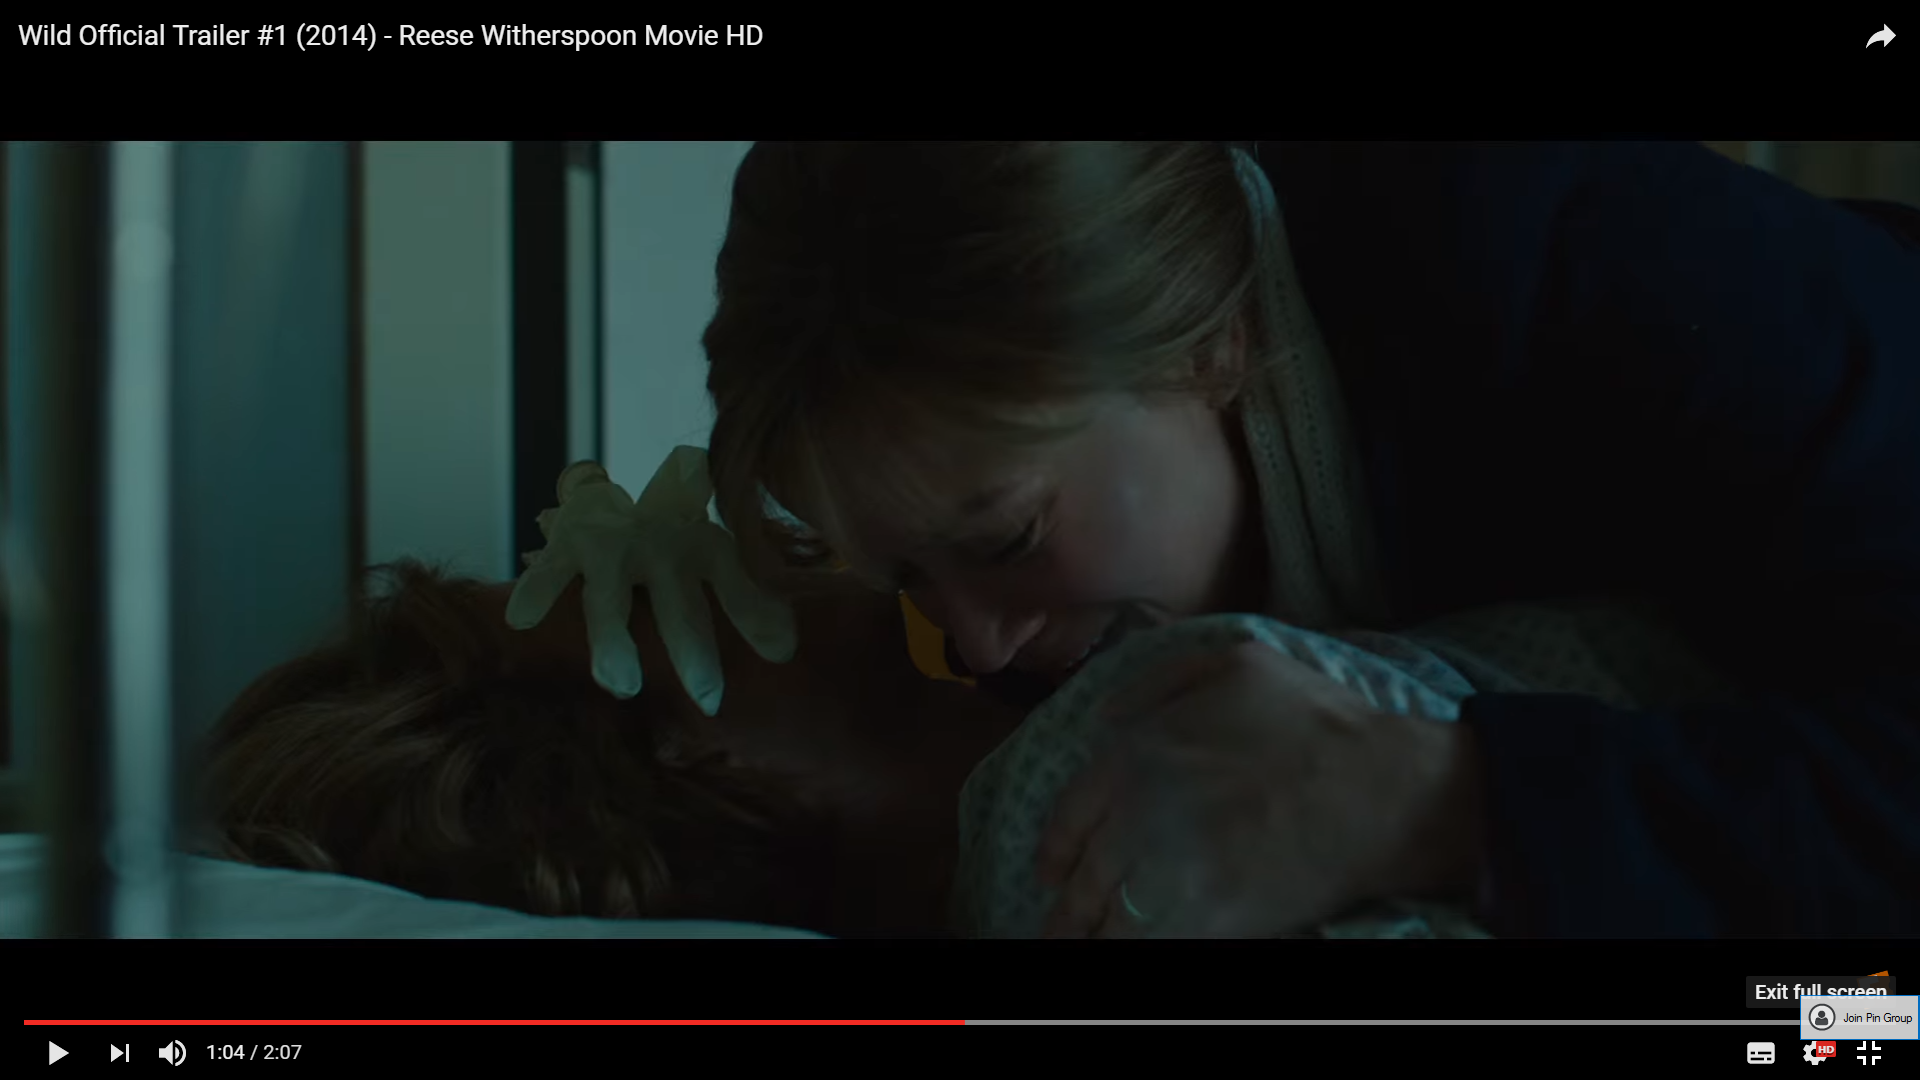 Wild Official Trailer #1 (2014) - Reese Witherspoon Movie HD
Exit full screen
Join Pin Group
1:04 / 2:07
HD